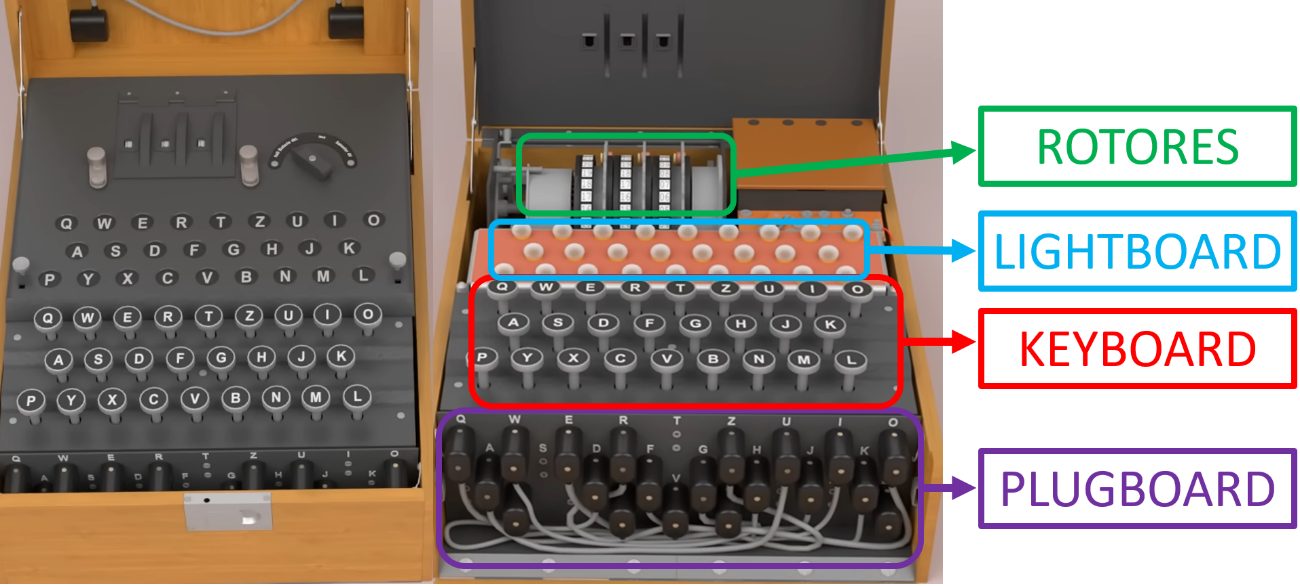 Q W E R T Z U I O
A S D F G H J K
P Y X C V B N M L
Q W E R T Z U I O
A S D F G H J K
P Y X C V B N M L
Q W E R T Z U I O
Q W E R T Z U I O
A S D F G H J K
P Y X C V B N M L
Q W E R T Z U I O
A S D F G H J K
V
ROTORES
LIGHTBOARD
KEYBOARD
PLUGBOARD